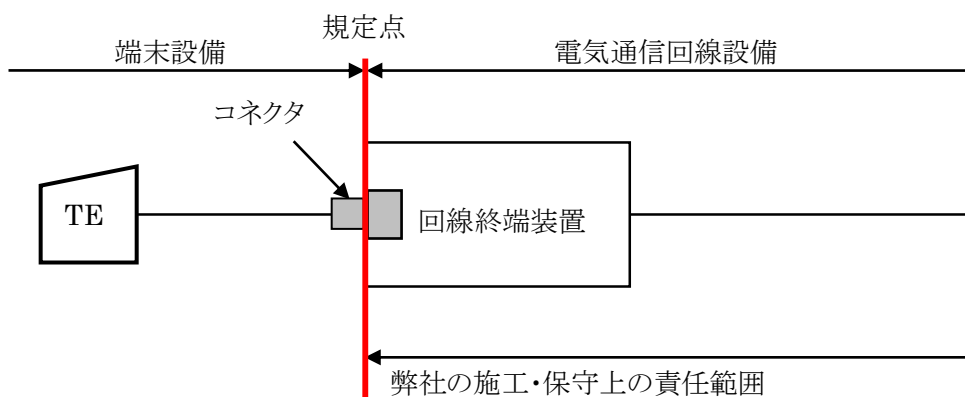 規定点
端末設備
電気通信回線設備
コネクタ
TE
回線終端装置
弊社の施工・保守上の責任範囲